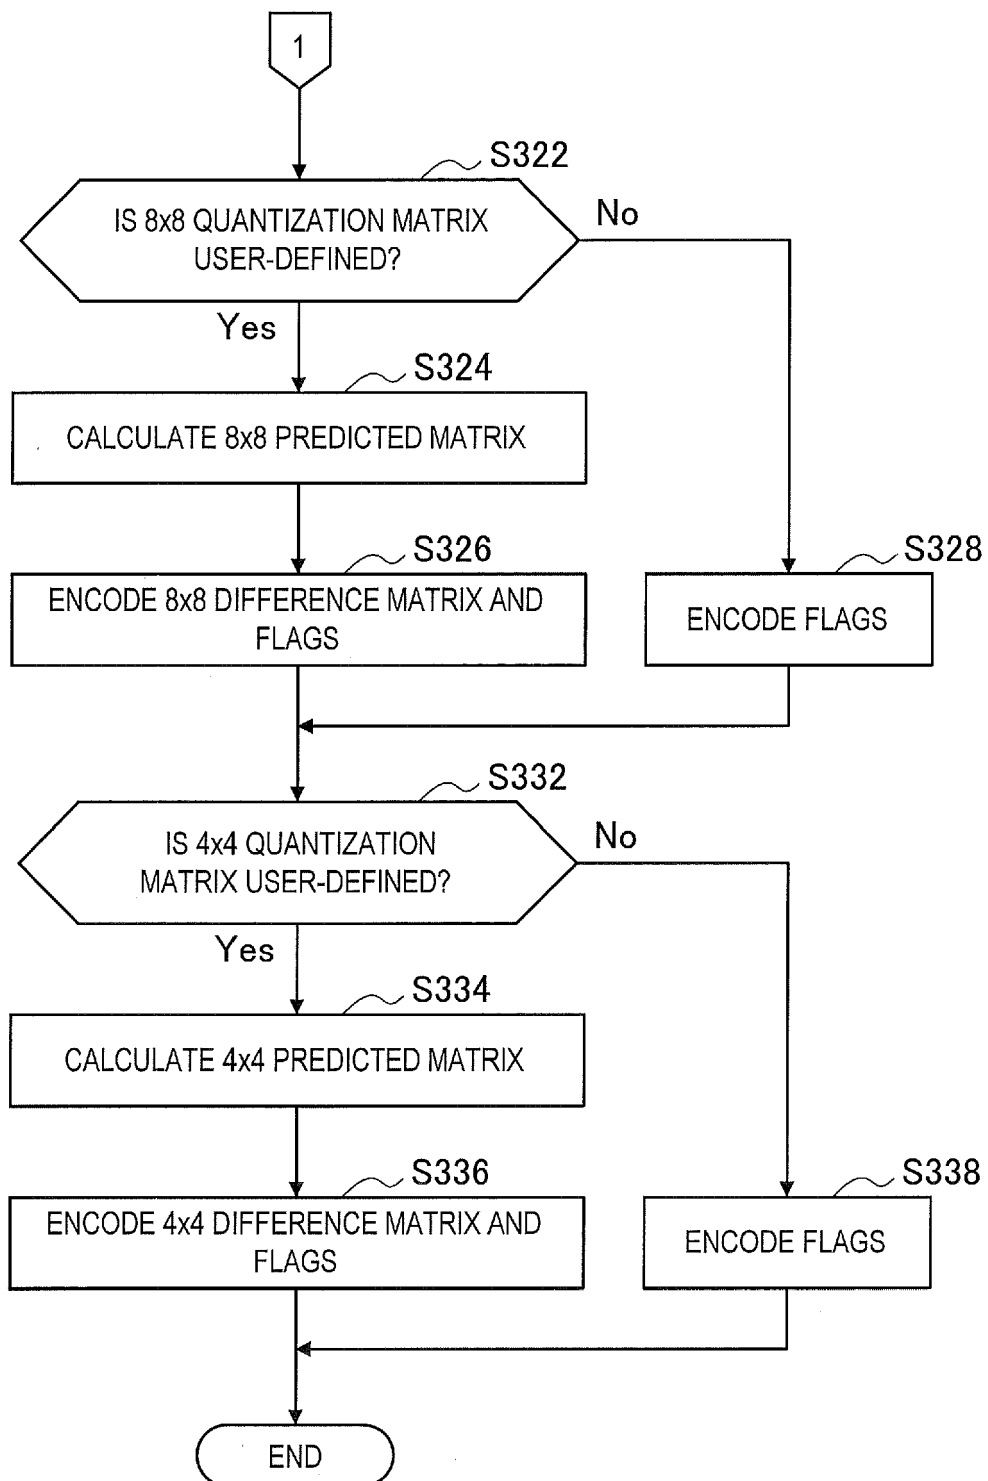 1
S322
IS 8x8 QUANTIZATION MATRIX
USER-DEFINED?
No
Yes
S324
CALCULATE 8x8 PREDICTED MATRIX
S326
ENCODE 8x8 DIFFERENCE MATRIX AND
FLAGS
S328
ENCODE FLAGS
S332
IS 4x4 QUANTIZATION
MATRIX USER-DEFINED?
No
Yes
S334
CALCULATE 4x4 PREDICTED MATRIX
S336
ENCODE 4x4 DIFFERENCE MATRIX AND
FLAGS
S338
ENCODE FLAGS
END